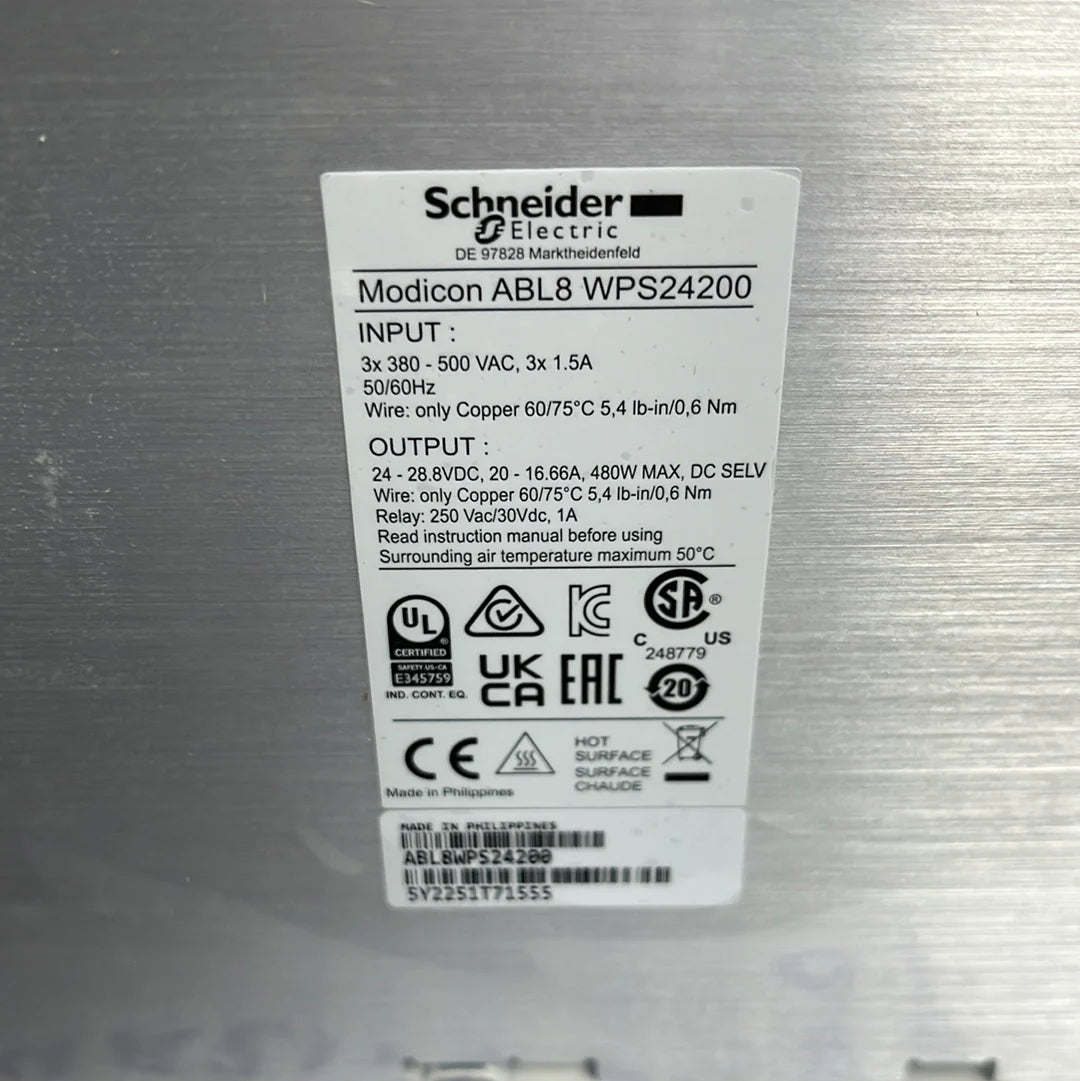 Schneider
Electric
DE 97828 Marktheidenfeld
Modicon ABL8 WPS24200
INPUT :
3x 380 - 500 VAC, 3x 1.5A
50/60Hz
Wire: only Copper 60/75°C 5,4 lb-in/0,6 Nm
OUTPUT :
24 - 28.8VDC, 20 - 16.66A, 480W MAX, DC SELV
Wire: only Copper 60/75°C 5,4 lb-in/0,6 Nm
Relay: 250 Vac/30Vdc, 1A
Read instruction manual before using
Surrounding air temperature maximum 50°C
UL ®
CERTIFIED
SAFETY US-CA
E345759
IND. CONT. EQ.
KC
SA ®
C US
248779
UK
CA
EAC
20
CE
HOT
SURFACE
SURFACE
CHAUDE
Made in Philippines
MADE IN PHILIPPINES
ABL8WPS24200
5Y2251T71555